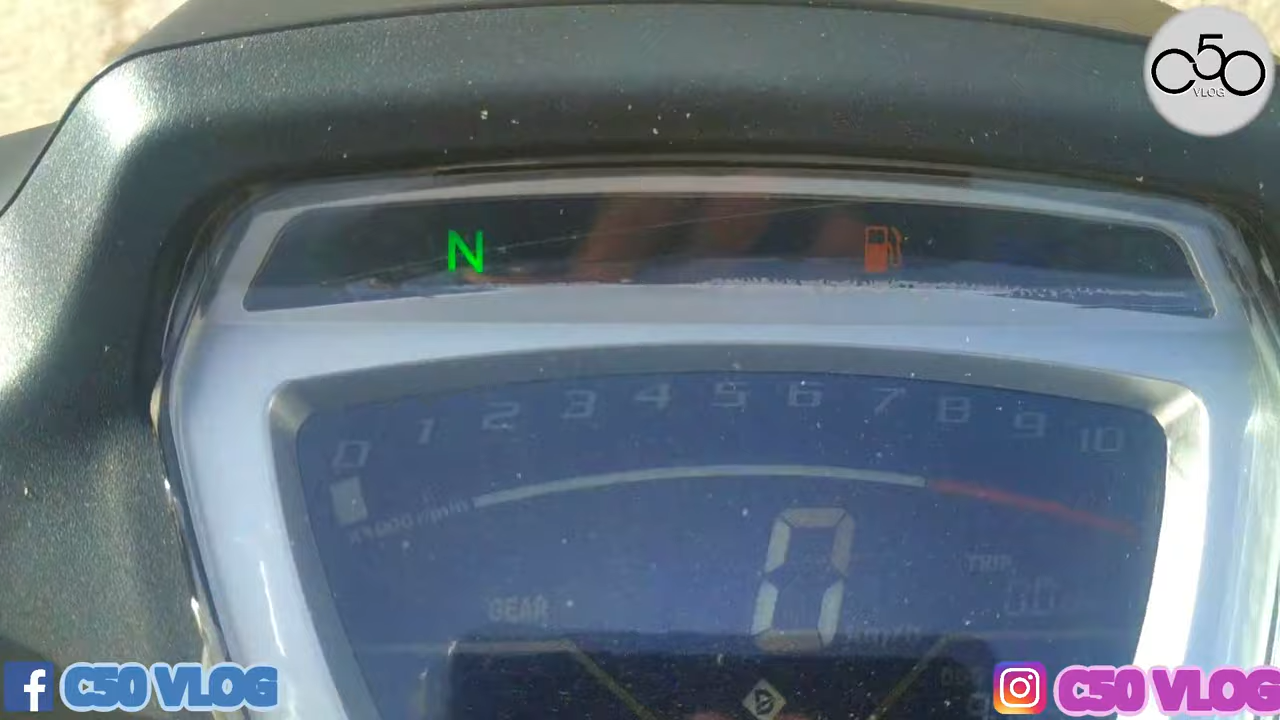 C50
VLOG
N
0 1 2 3 4 5 6 7 8 9 10
x1000 r/min
0
km/h
GEAR
TRIP
C50 VLOG
C50 VLOG